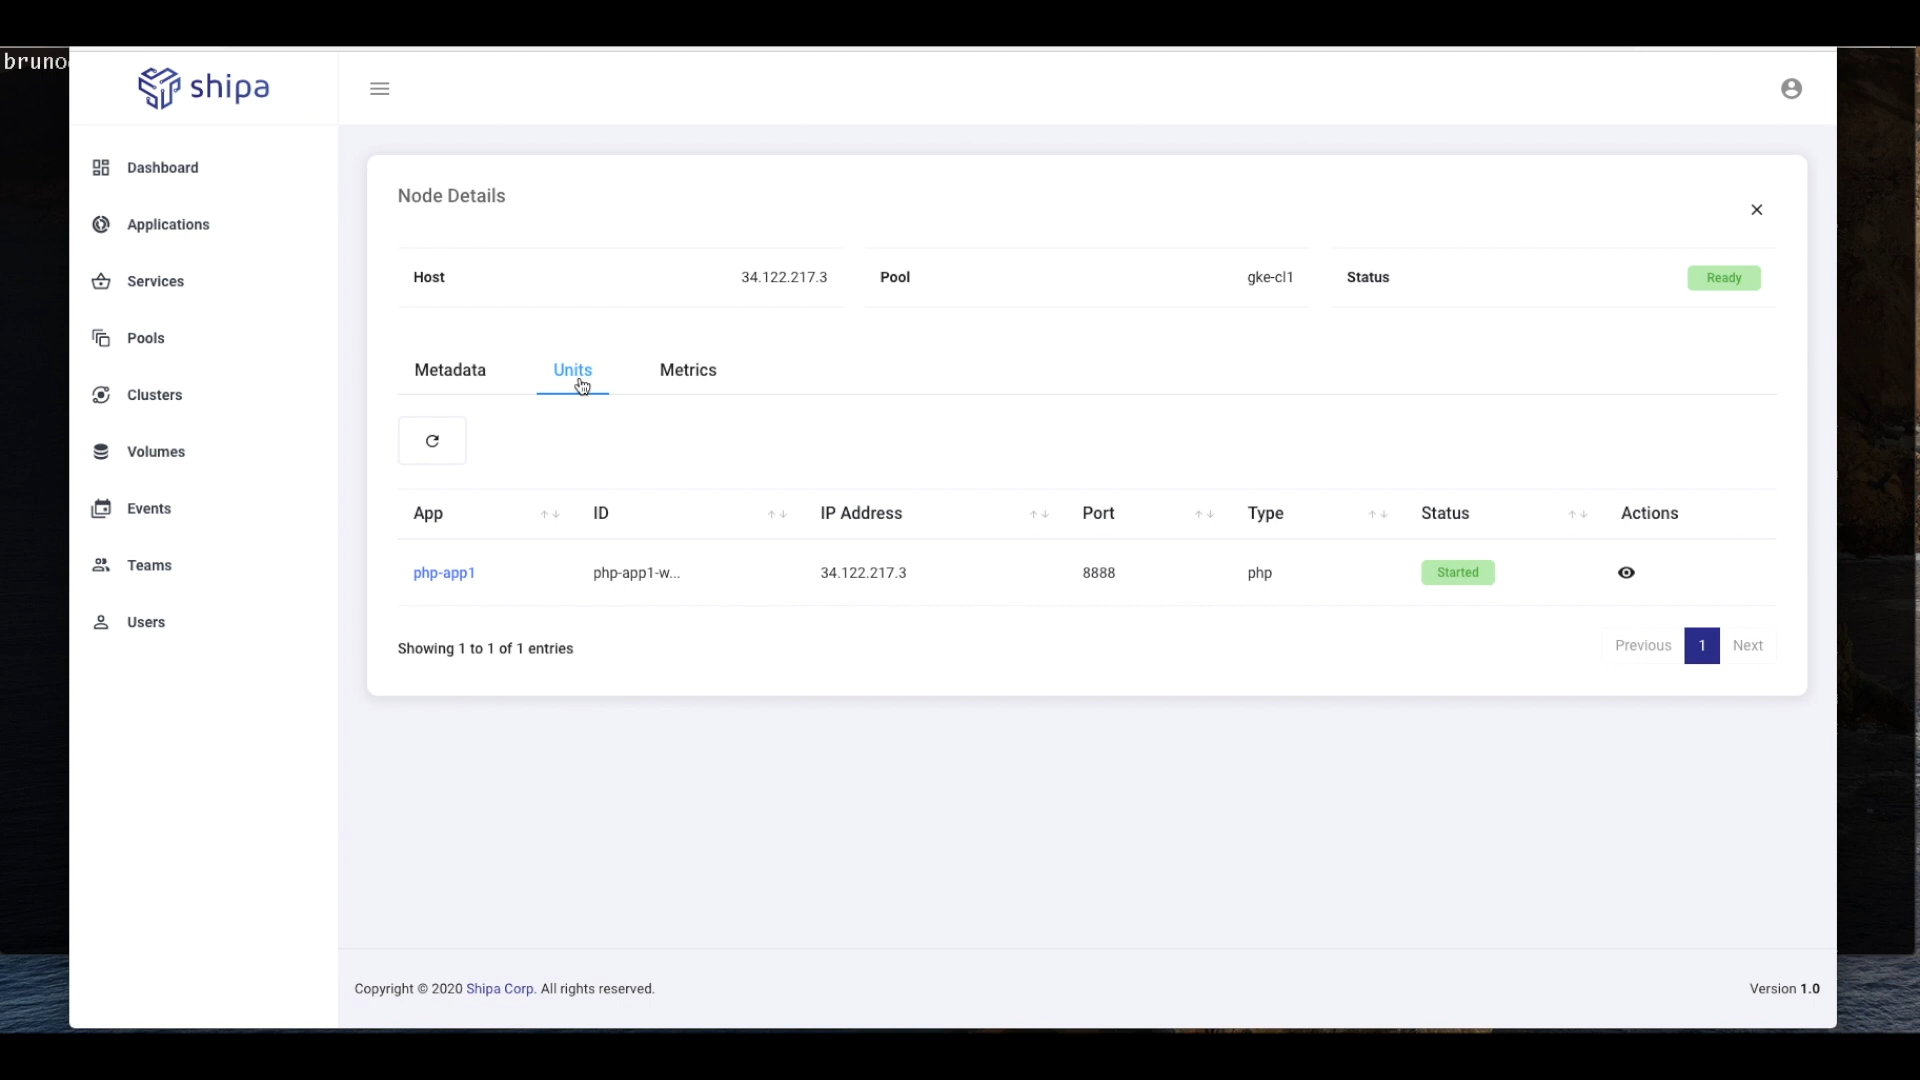 bruno
shipa
Dashboard
Applications
Services
Pools
Clusters
Volumes
Events
Teams
Users
Node Details
Host 34.122.217.3 Pool gke-cl1 Status Ready
Metadata Units Metrics
App ID IP Address Port Type Status Actions
php-app1 php-app1-w... 34.122.217.3 8888 php Started
Showing 1 to 1 of 1 entries
Previous 1 Next
Copyright © 2020 Shipa Corp. All rights reserved.
Version 1.0